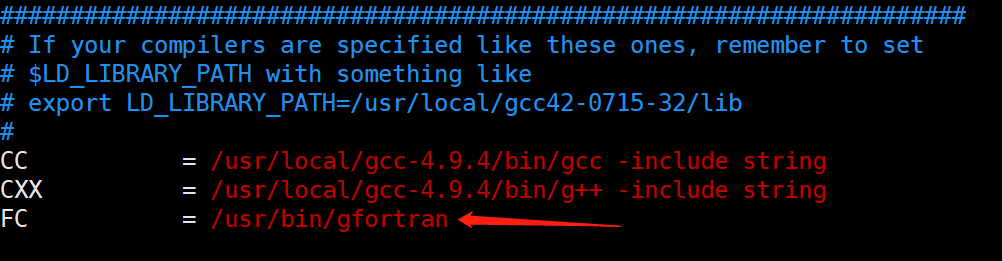 #####################################################################
# If your compilers are specified like these ones, remember to set
# $LD_LIBRARY_PATH with something like
# export LD_LIBRARY_PATH=/usr/local/gcc42-0715-32/lib
#
CC           = /usr/local/gcc-4.9.4/bin/gcc -include string
CXX          = /usr/local/gcc-4.9.4/bin/g++ -include string
FC           = /usr/bin/gfortran